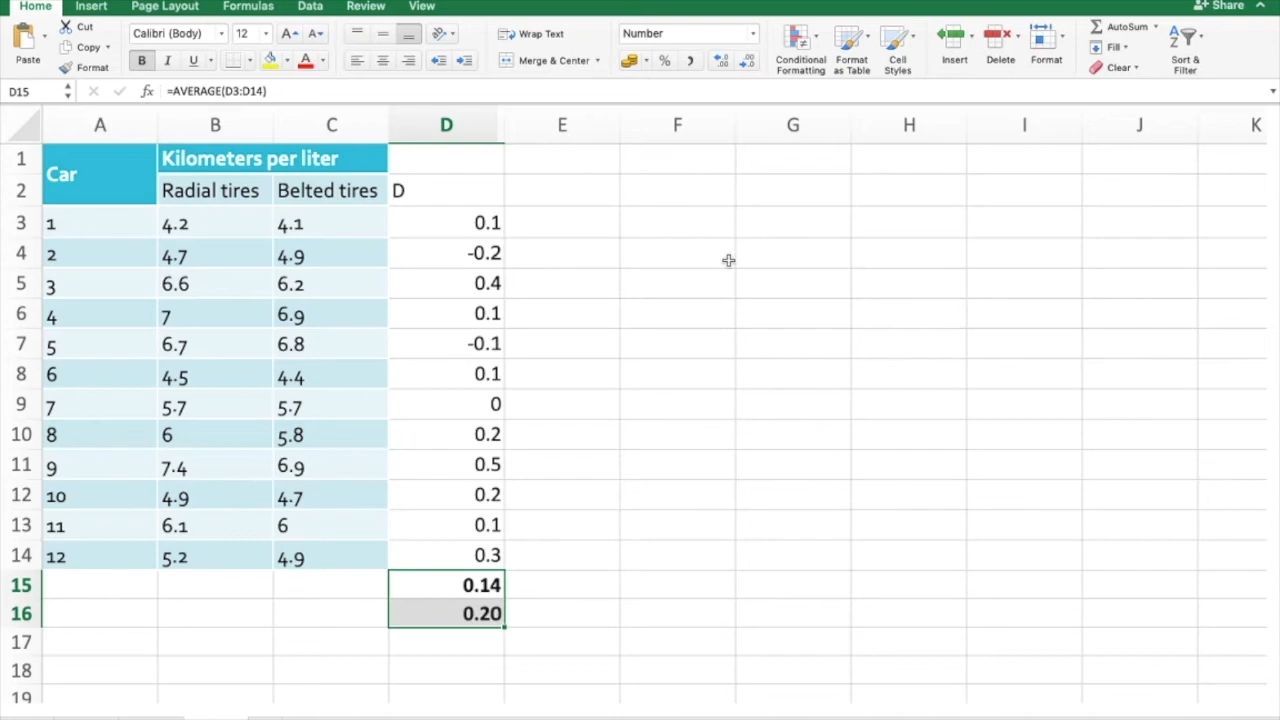 Home Insert Page Layout Formulas Data Review View Share
Cut Calibri (Body) 12 Wrap Text Number AutoSum
Copy Fill
Paste Format B I U Merge & Center % Conditional Formatting Format as Table Cell Styles Insert Delete Format Clear Sort & Filter
D15 fx =AVERAGE(D3:D14)
A B C D E F G H I J K
1 Car Kilometers per liter
2 Radial tires Belted tires D
3 1 4.2 4.1 0.1
4 2 4.7 4.9 -0.2
5 3 6.6 6.2 0.4
6 4 7 6.9 0.1
7 5 6.7 6.8 -0.1
8 6 4.5 4.4 0.1
9 7 5.7 5.7 0
10 8 6 5.8 0.2
11 9 7.4 6.9 0.5
12 10 4.9 4.7 0.2
13 11 6.1 6 0.1
14 12 5.2 4.9 0.3
15 0.14
16 0.20
17
18
19